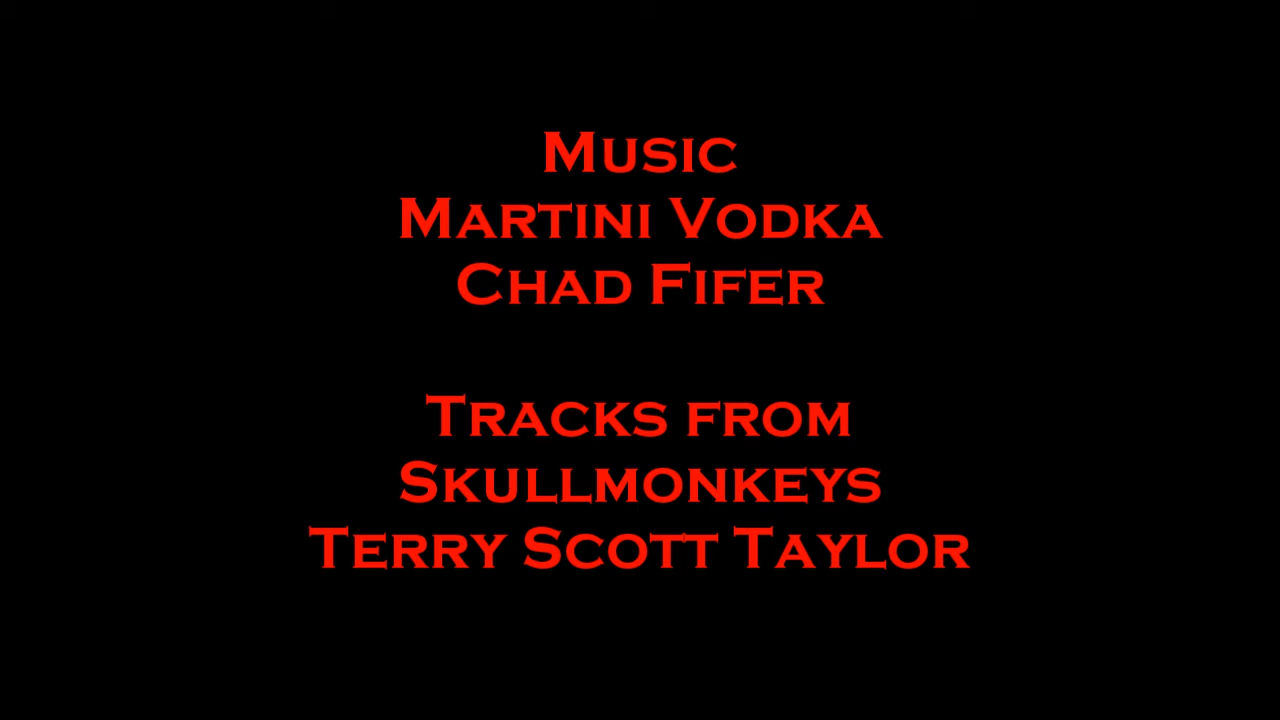 Music
Martini Vodka
Chad Fifer
Tracks from
Skullmonkeys
Terry Scott Taylor